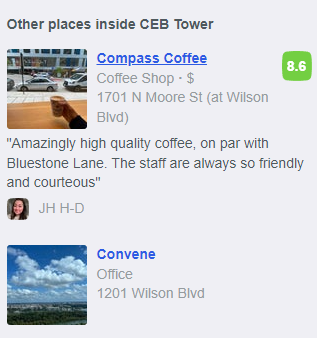 Other places inside CEB Tower
Compass Coffee
8.6
Coffee Shop · $
1701 N Moore St (at Wilson
Blvd)
"Amazingly high quality coffee, on par with
Bluestone Lane. The staff are always so friendly
and courteous"
JH H-D
Convene
Office
1201 Wilson Blvd